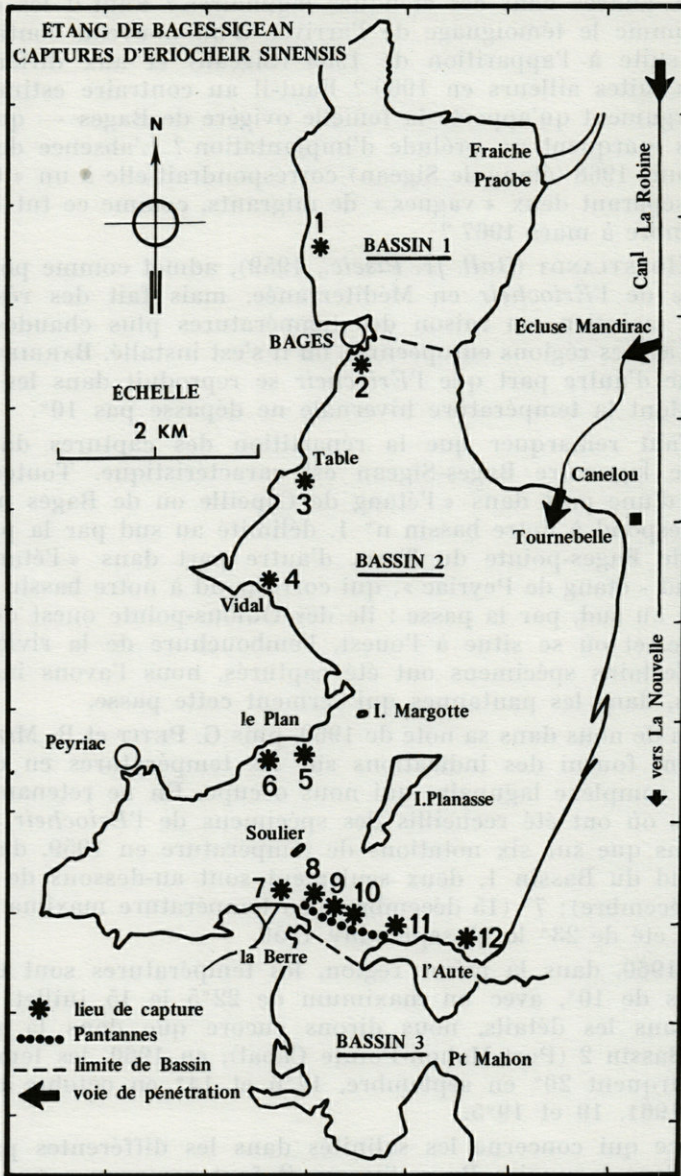 ÉTANG DE BAGES-SIGEAN
CAPTURES D'ERIOCHEIR SINENSIS
N
Fraiche
Praobe
Canl La Robine
1
BASSIN 1
BAGES
Écluse Mandirac
2
ÉCHELLE
2 KM
Table
3
Canelou
Tournebelle
BASSIN 2
4
Vidal
I. Margotte
le Plan
Peyriac
6
5
I.Planasse
vers La Nouvelle
Soulier
7
8
9
10
11
12
la Berre
l'Aute
lieu de capture
Pantannes
limite de Bassin
voie de pénétration
BASSIN 3
Pt Mahon